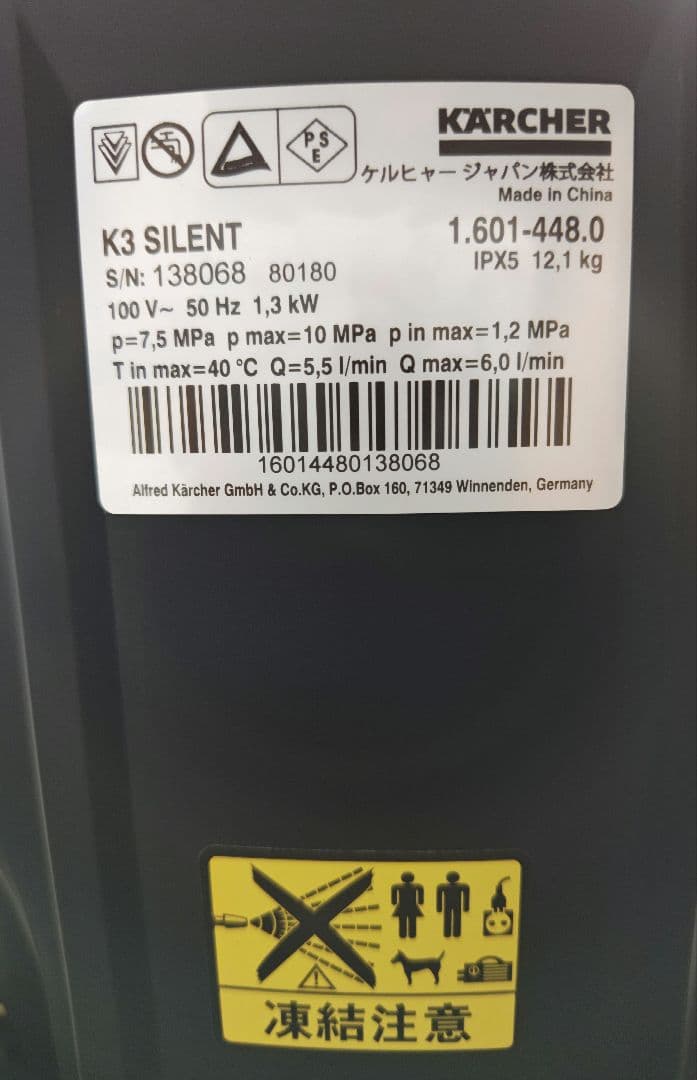 PS
E
KÄRCHER
ケルヒャー ジャパン株式会社
Made in China
K3 SILENT
1.601-448.0
S/N: 138068 80180
IPX5 12,1 kg
100 V~ 50 Hz 1,3 kW
p=7,5 MPa p max=10 MPa p in max=1,2 MPa
T in max=40 °C Q=5,5 l/min Q max=6,0 l/min
16014480138068
Alfred Kärcher GmbH & Co.KG, P.O.Box 160, 71349 Winnenden, Germany
凍結注意